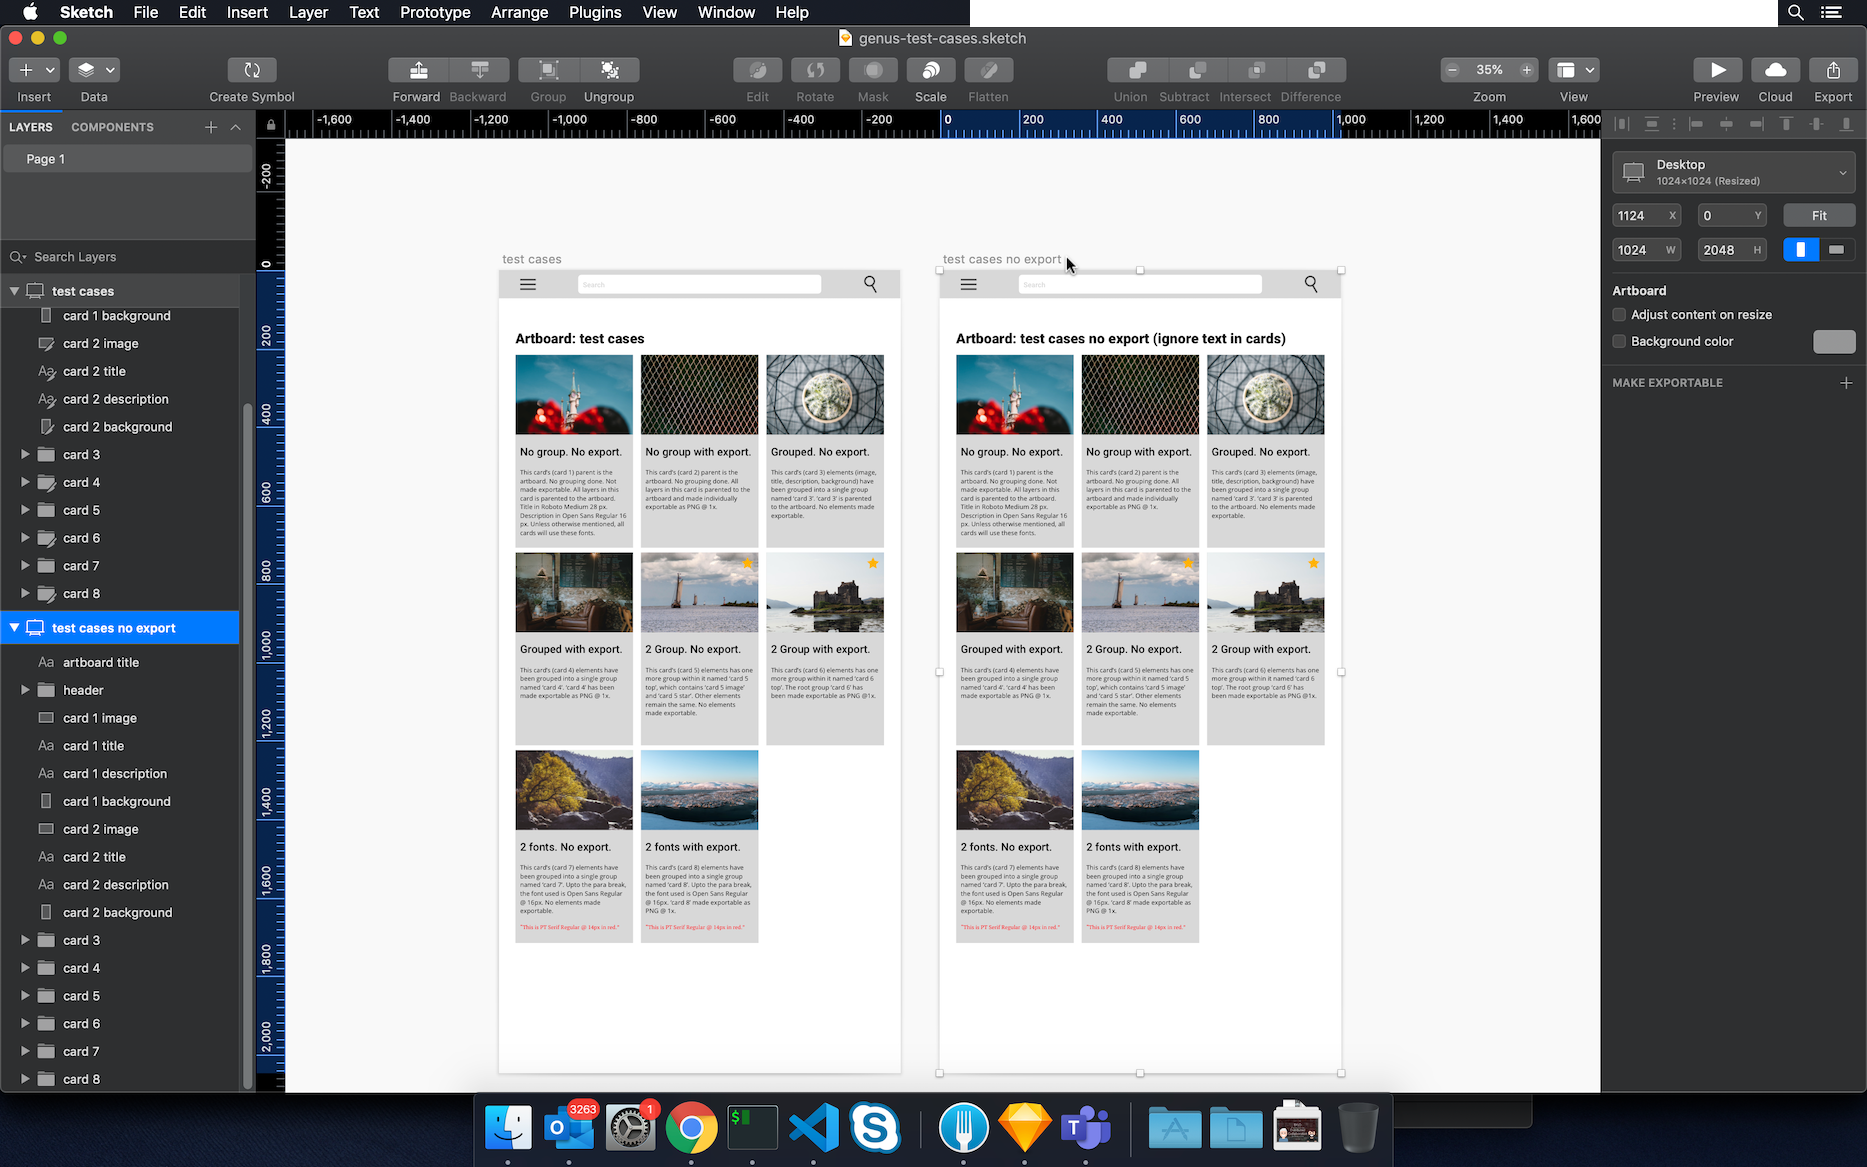 Sketch File Edit Insert Layer Text Prototype Arrange Plugins View Window Help
genus-test-cases.sketch
35%
Insert Data Create Symbol Forward Backward Group Ungroup Edit Rotate Mask Scale Flatten Union Subtract Intersect Difference Zoom View Preview Cloud Export
LAYERS COMPONENTS
-1,600 -1,400 -1,200 -1,000 -800 -600 -400 -200 0 200 400 600 800 1,000 1,200 1,400 1,600
Page 1
Search Layers
test cases
card 1 background
card 2 image
card 2 title
card 2 description
card 2 background
card 3
card 4
card 5
card 6
card 7
card 8
test cases no export
Aa artboard title
header
card 1 image
Aa card 1 title
Aa card 1 description
card 1 background
card 2 image
Aa card 2 title
Aa card 2 description
card 2 background
card 3
card 4
card 5
card 6
card 7
card 8
-200
0
200
400
600
800
1,000
1,200
1,400
1,600
1,800
2,000
test cases
Search
Artboard: test cases
No group. No export.
This card's (card 1) parent is the
artboard. No grouping done. Not
made exportable. All layers in this
card is parented to the artboard.
Title in Roboto Medium 28 px.
Description in Open Sans Regular 16
px. Unless otherwise mentioned, all
cards will use these fonts.
No group with export.
This card's (card 2) parent is the
artboard. No grouping done. All
layers in this card is parented to the
artboard and made individually
exportable as PNG @ 1x.
Grouped. No export.
This card's (card 3) elements (image,
title, description, background) have
been grouped into a single group
named 'card 3'. 'card 3' is parented
to the artboard. No elements made
exportable.
Grouped with export.
This card's (card 4) elements have
been grouped into a single group
named 'card 4'. 'card 4' has been
made exportable as PNG @ 1x.
2 Group. No export.
This card's (card 5) elements has one
more group within it named 'card 5
top', which contains 'card 5 image'
and 'card 5 star'. Other elements
remain the same. No elements
made exportable.
2 Group with export.
This card's (card 6) elements has one
more group within it named 'card 6
top'. The root group 'card 6' has
been made exportable as PNG @1x.
2 fonts. No export.
This card's (card 7) elements have
been grouped into a single group
named 'card 7'. Upto the para break,
the font used is Open Sans Regular
@ 16px. No elements made
exportable.
"This is PT Serif Regular @ 14px in red."
2 fonts with export.
This card's (card 8) elements have
been grouped into a single group
named 'card 8'. Upto the para break,
the font used is Open Sans Regular
@ 16px. 'card 8' made exportable as
PNG @ 1x.
"This is PT Serif Regular @ 14px in red."
test cases no export
Search
Artboard: test cases no export (ignore text in cards)
No group. No export.
This card's (card 1) parent is the
artboard. No grouping done. Not
made exportable. All layers in this
card is parented to the artboard.
Title in Roboto Medium 28 px.
Description in Open Sans Regular 16
px. Unless otherwise mentioned, all
cards will use these fonts.
No group with export.
This card's (card 2) parent is the
artboard. No grouping done. All
layers in this card is parented to the
artboard and made individually
exportable as PNG @ 1x.
Grouped. No export.
This card's (card 3) elements (image,
title, description, background) have
been grouped into a single group
named 'card 3'. 'card 3' is parented
to the artboard. No elements made
exportable.
Grouped with export.
This card's (card 4) elements have
been grouped into a single group
named 'card 4'. 'card 4' has been
made exportable as PNG @ 1x.
2 Group. No export.
This card's (card 5) elements has one
more group within it named 'card 5
top', which contains 'card 5 image'
and 'card 5 star'. Other elements
remain the same. No elements
made exportable.
2 Group with export.
This card's (card 6) elements has one
more group within it named 'card 6
top'. The root group 'card 6' has
been made exportable as PNG @1x.
2 fonts. No export.
This card's (card 7) elements have
been grouped into a single group
named 'card 7'. Upto the para break,
the font used is Open Sans Regular
@ 16px. No elements made
exportable.
"This is PT Serif Regular @ 14px in red."
2 fonts with export.
This card's (card 8) elements have
been grouped into a single group
named 'card 8'. Upto the para break,
the font used is Open Sans Regular
@ 16px. 'card 8' made exportable as
PNG @ 1x.
"This is PT Serif Regular @ 14px in red."
Desktop
1024×1024 (Resized)
1124 X 0 Y Fit
1024 W 2048 H
Artboard
Adjust content on resize
Background color
MAKE EXPORTABLE
3263
1